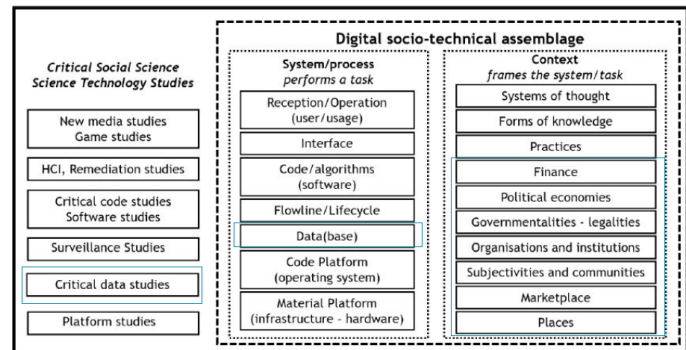 Digital socio-technical assemblage
Critical Social Science
Science Technology Studies
New media studies
Game studies
HCI, Remediation studies
Critical code studies
Software studies
Surveillance Studies
Critical data studies
Platform studies
System/process
performs a task
Reception/Operation
(user/usage)
Interface
Code/algorithms
(software)
Flowline/Lifecycle
Data(base)
Code Platform
(operating system)
Material Platform
(infrastructure - hardware)
Context
frames the system/task
Systems of thought
Forms of knowledge
Practices
Finance
Political economies
Governmentalities - legalities
Organisations and institutions
Subjectivities and communities
Marketplace
Places